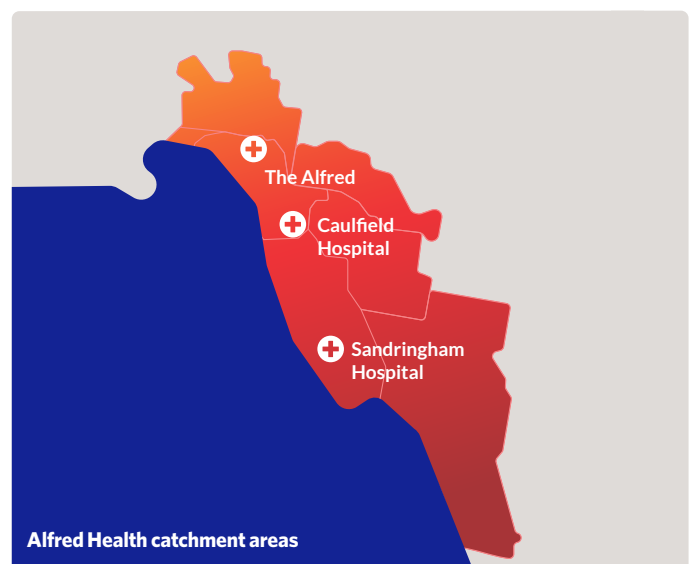 The Alfred
Caulfield
Hospital
Sandringham
Hospital
Alfred Health catchment areas